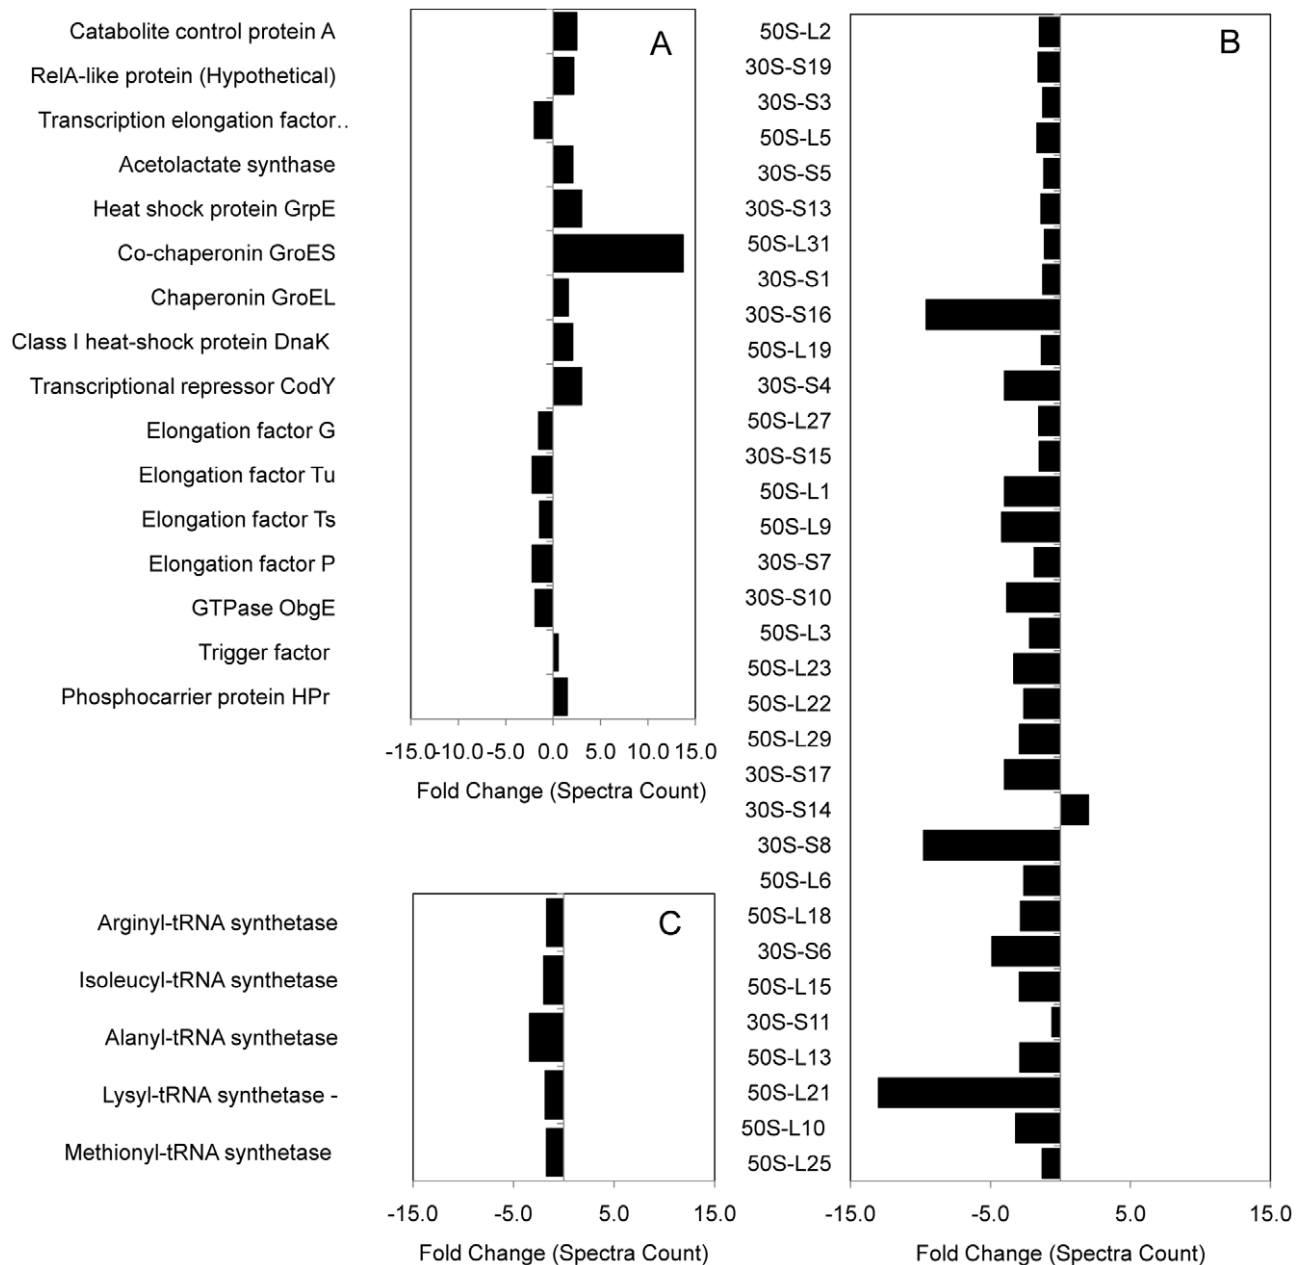 A
Catabolite control protein A
RelA-like protein (Hypothetical)
Transcription elongation factor..
Acetolactate synthase
Heat shock protein GrpE
Co-chaperonin GroES
Chaperonin GroEL
Class I heat-shock protein DnaK
Transcriptional repressor CodY
Elongation factor G
Elongation factor Tu
Elongation factor Ts
Elongation factor P
GTPase ObgE
Trigger factor
Phosphocarrier protein HPr
-15.0 -10.0 -5.0 0.0 5.0 10.0 15.0
Fold Change (Spectra Count)
B
50S-L2
30S-S19
30S-S3
50S-L5
30S-S5
30S-S13
50S-L31
30S-S1
30S-S16
50S-L19
30S-S4
50S-L27
30S-S15
50S-L1
50S-L9
30S-S7
30S-S10
50S-L3
50S-L23
50S-L22
50S-L29
30S-S17
30S-S14
30S-S8
50S-L6
50S-L18
30S-S6
50S-L15
30S-S11
50S-L13
50S-L21
50S-L10
50S-L25
-15.0 -5.0 5.0 15.0
Fold Change (Spectra Count)
C
Arginyl-tRNA synthetase
Isoleucyl-tRNA synthetase
Alanyl-tRNA synthetase
Lysyl-tRNA synthetase -
Methionyl-tRNA synthetase
-15.0 -5.0 5.0 15.0
Fold Change (Spectra Count)